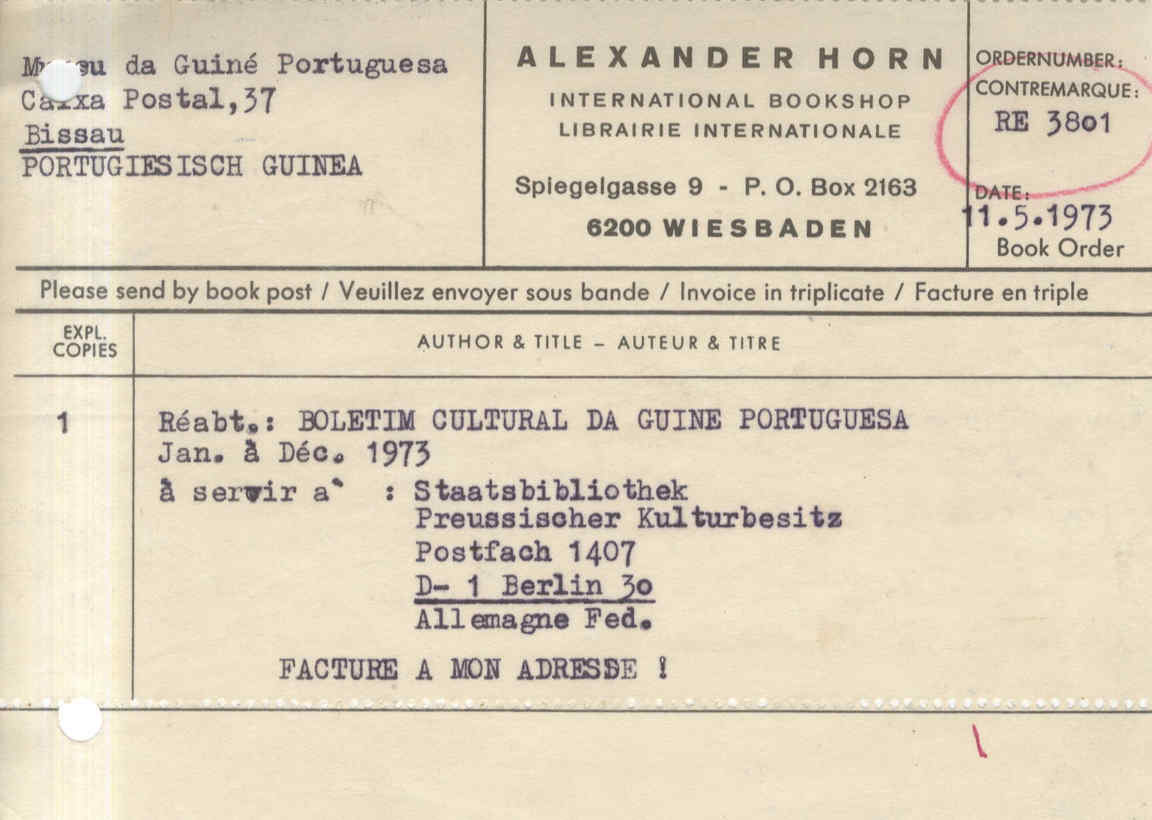 Museu da Guiné Portuguesa
Caixa Postal,37
Bissau
PORTUGIESISCH GUINEA
ALEXANDER HORN
INTERNATIONAL BOOKSHOP
LIBRAIRIE INTERNATIONALE
Spiegelgasse 9 - P. O. Box 2163
6200 WIESBADEN
ORDERNUMBER:
CONTREMARQUE:
RE 3801
DATE:
11.5.1973
Book Order
Please send by book post / Veuillez envoyer sous bande / Invoice in triplicate / Facture en triple
EXPL.
COPIES
AUTHOR & TITLE – AUTEUR & TITRE
1 Réabt.: BOLETIM CULTURAL DA GUINE PORTUGUESA
Jan. à Déc. 1973
à servir a` : Staatsbibliothek
Preussischer Kulturbesitz
Postfach 1407
D- 1 Berlin 30
Allemagne Fed.
FACTURE A MON ADRESSE !